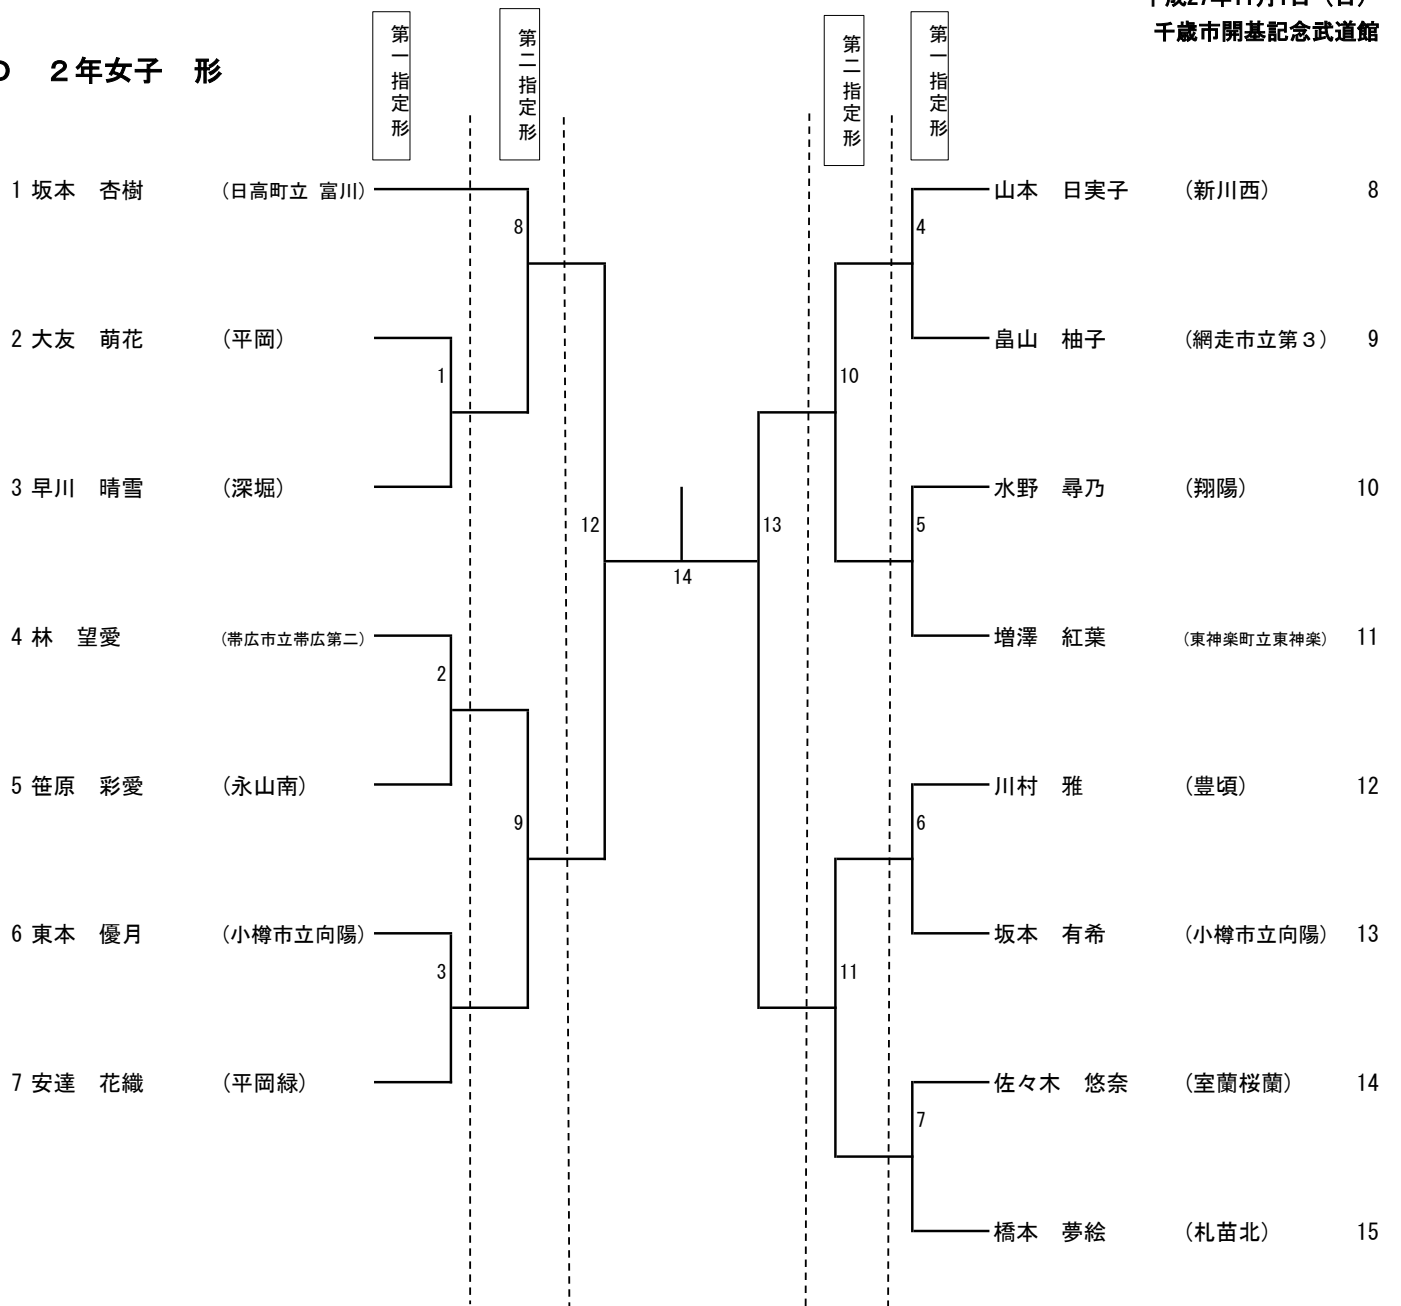 千歳市開基記念武道館
２年女子　形
第一指定形
第二指定形
第二指定形
第一指定形
1 坂本　杏樹 （日高町立 富川）
2 大友　萌花 （平岡）
3 早川　晴雪 （深堀）
4 林　望愛 （帯広市立帯広第二）
5 笹原　彩愛 （永山南）
6 東本　優月 （小樽市立向陽）
7 安達　花織 （平岡緑）
8
1
2
9
3
12
14
13
10
11
4
5
6
7
山本　日実子 （新川西） 8
畠山　柚子 （網走市立第３） 9
水野　尋乃 （翔陽） 10
増澤　紅葉 （東神楽町立東神楽） 11
川村　雅 （豊頃） 12
坂本　有希 （小樽市立向陽） 13
佐々木　悠奈 （室蘭桜蘭） 14
橋本　夢絵 （札苗北） 15